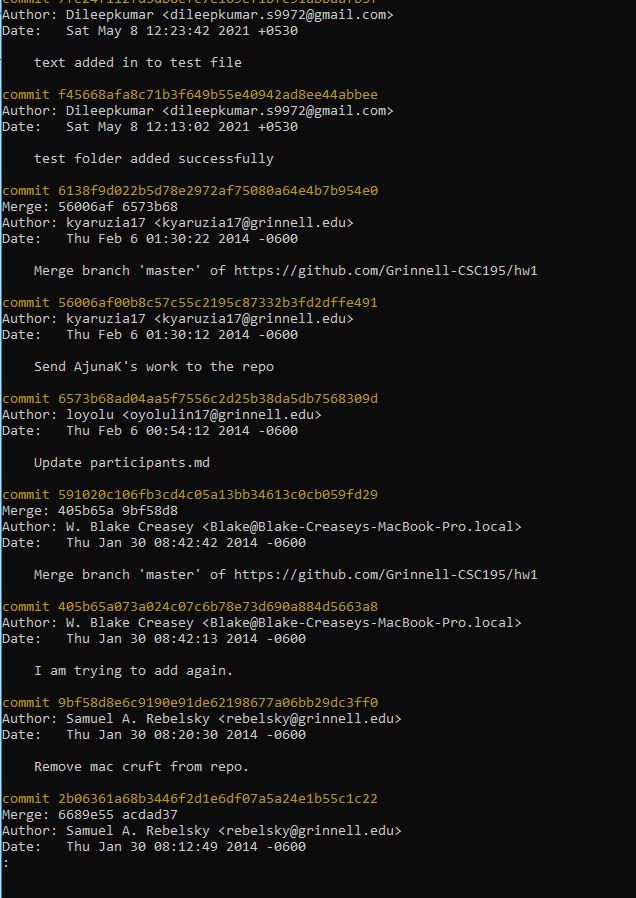 Author: Dileepkumar <dileepkumar.s9972@gmail.com>
Date:   Sat May 8 12:23:42 2021 +0530
    text added in to test file
commit f45668afa8c71b3f649b55e40942ad8ee44abbee
Author: Dileepkumar <dileepkumar.s9972@gmail.com>
Date:   Sat May 8 12:13:02 2021 +0530
    test folder added successfully
commit 6138f9d022b5d78e2972af75080a64e4b7b954e0
Merge: 56006af 6573b68
Author: kyaruzia17 <kyaruzia17@grinnell.edu>
Date:   Thu Feb 6 01:30:22 2014 -0600
    Merge branch 'master' of https://github.com/Grinnell-CSC195/hw1
commit 56006af00b8c57c55c2195c87332b3fd2dffe491
Author: kyaruzia17 <kyaruzia17@grinnell.edu>
Date:   Thu Feb 6 01:30:12 2014 -0600
    Send AjunaK's work to the repo
commit 6573b68ad04aa5f7556c2d25b38da5db7568309d
Author: loyolu <oyolulin17@grinnell.edu>
Date:   Thu Feb 6 00:54:12 2014 -0600
    Update participants.md
commit 591020c106fb3cd4c05a13bb34613c0cb059fd29
Merge: 405b65a 9bf58d8
Author: W. Blake Creasey <Blake@Blake-Creaseys-MacBook-Pro.local>
Date:   Thu Jan 30 08:42:42 2014 -0600
    Merge branch 'master' of https://github.com/Grinnell-CSC195/hw1
commit 405b65a073a024c07c6b78e73d690a884d5663a8
Author: W. Blake Creasey <Blake@Blake-Creaseys-MacBook-Pro.local>
Date:   Thu Jan 30 08:42:13 2014 -0600
    I am trying to add again.
commit 9bf58d8e6c9190e91de62198677a06bb29dc3ff0
Author: Samuel A. Rebelsky <rebelsky@grinnell.edu>
Date:   Thu Jan 30 08:20:30 2014 -0600
    Remove mac cruft from repo.
commit 2b06361a68b3446f2d1e6df07a5a24e1b55c1c22
Merge: 6689e55 acdad37
Author: Samuel A. Rebelsky <rebelsky@grinnell.edu>
Date:   Thu Jan 30 08:12:49 2014 -0600
: